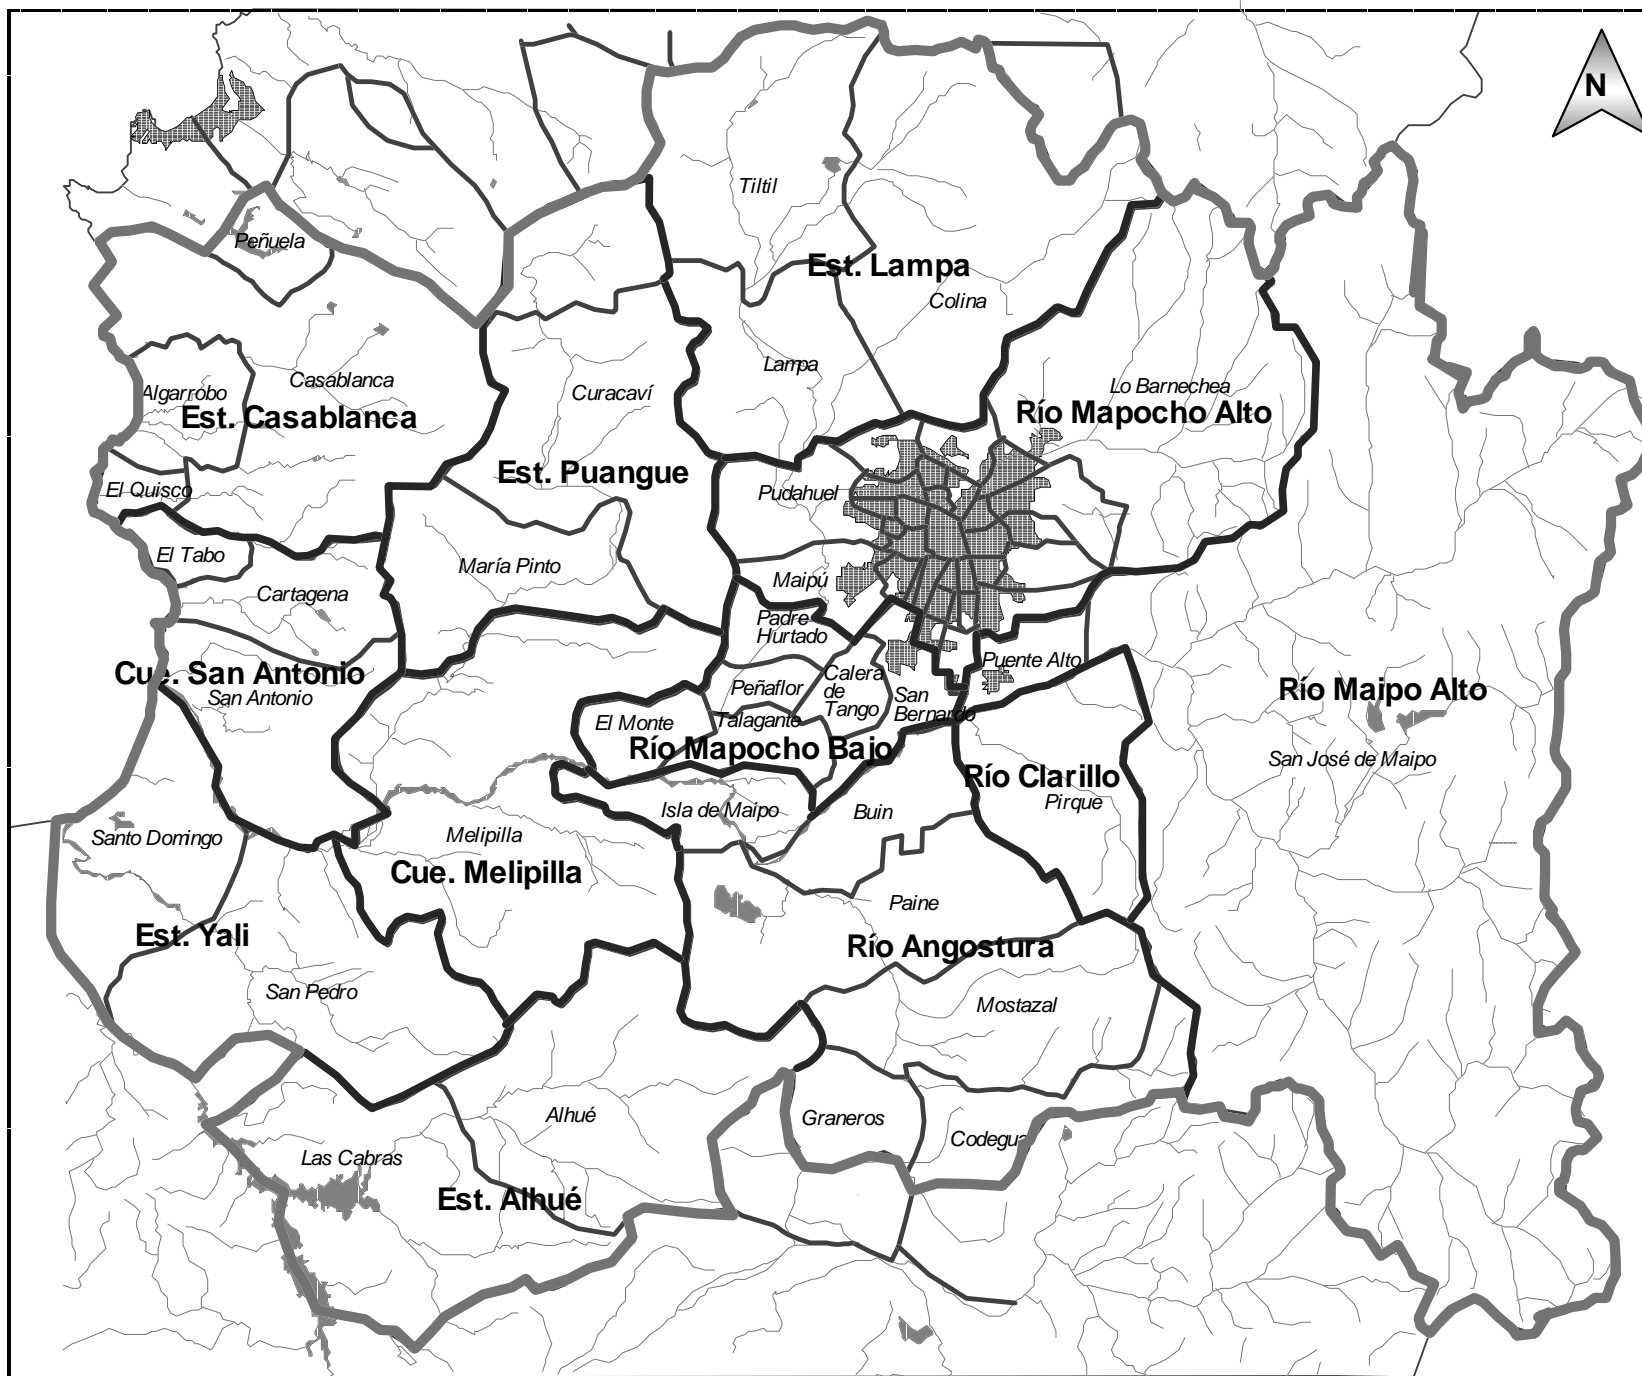 N
Tiltil
Peñuela
Est. Lampa
Colina
Lampa
Casablanca
Algarrobo
Curacaví
Lo Barnechea
Est. Casablanca
Río Mapocho Alto
Est. Puangue
El Quisco
Pudahuel
El Tabo
María Pinto
Maipú
Cartagena
Padre
Hurtado
Cue. San Antonio
San Antonio
Puente Alto
Peñaflor
Calera
de
Tango
San
Bernardo
Río Maipo Alto
El Monte
Talagante
Río Mapocho Bajo
San José de Maipo
Río Clarillo
Pirque
Isla de Maipo
Buin
Santo Domingo
Melipilla
Cue. Melipilla
Paine
Est. Yali
Río Angostura
San Pedro
Mostazal
Alhué
Graneros
Codegua
Las Cabras
Est. Alhué